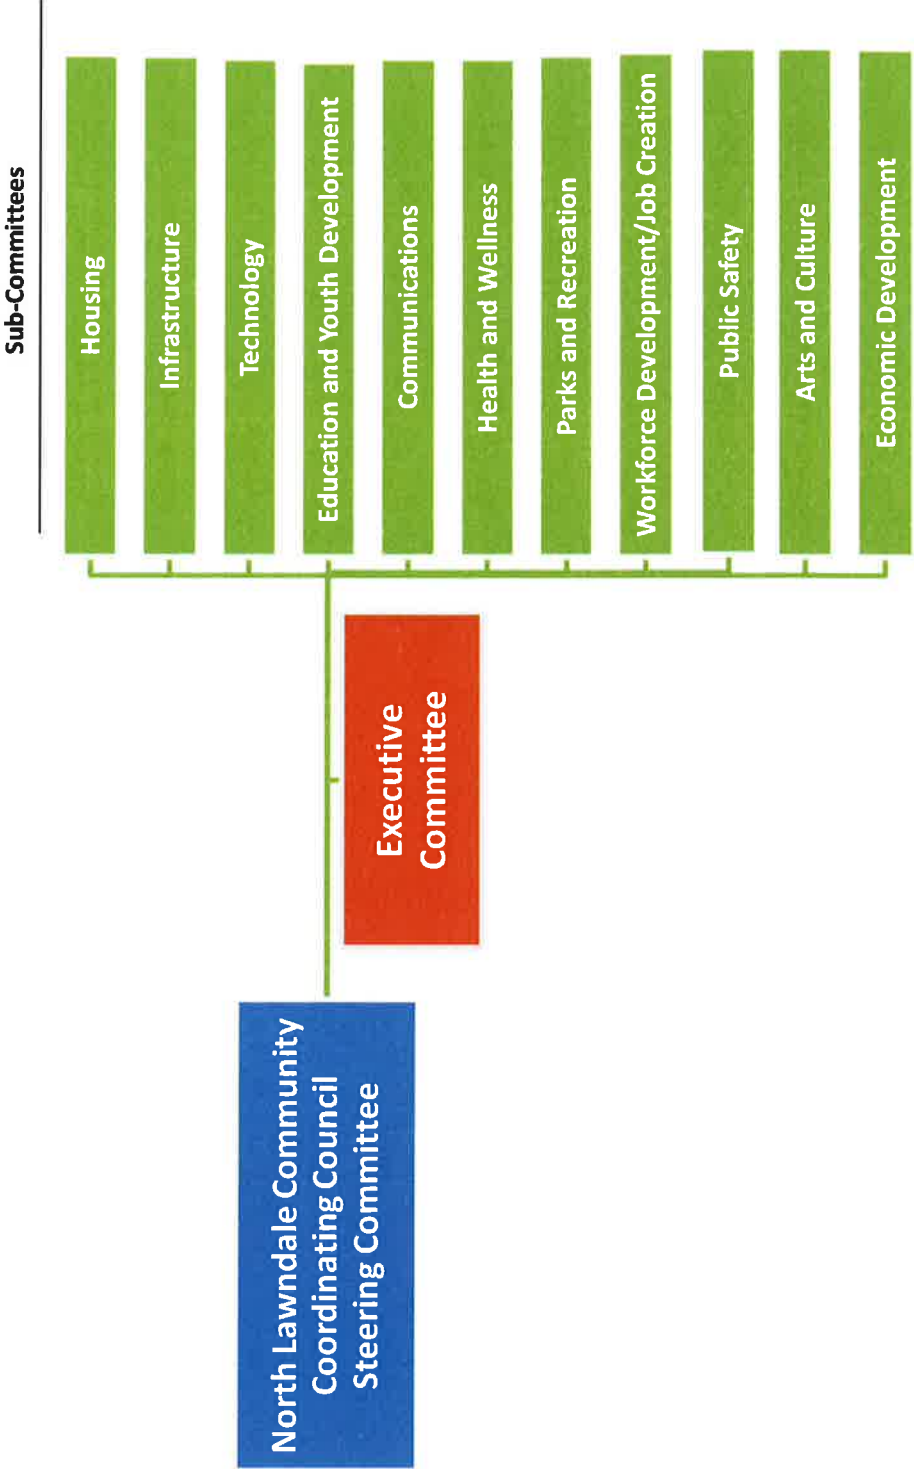 Sub-Committees
North Lawndale Community
Coordinating Council
Steering Committee
Executive
Committee
Housing
Infrastructure
Technology
Education and Youth Development
Communications
Health and Wellness
Parks and Recreation
Workforce Development/Job Creation
Public Safety
Arts and Culture
Economic Development